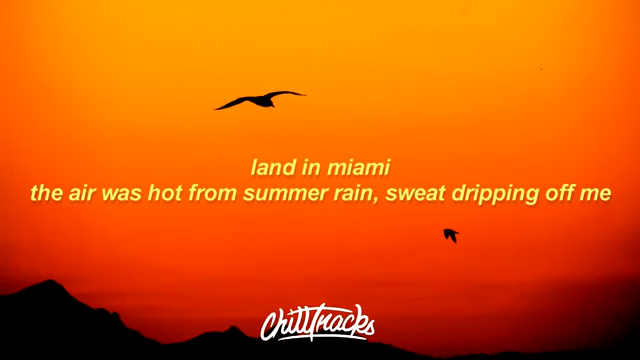 land in miami
the air was hot from summer rain, sweat dripping off me
ChillTracks